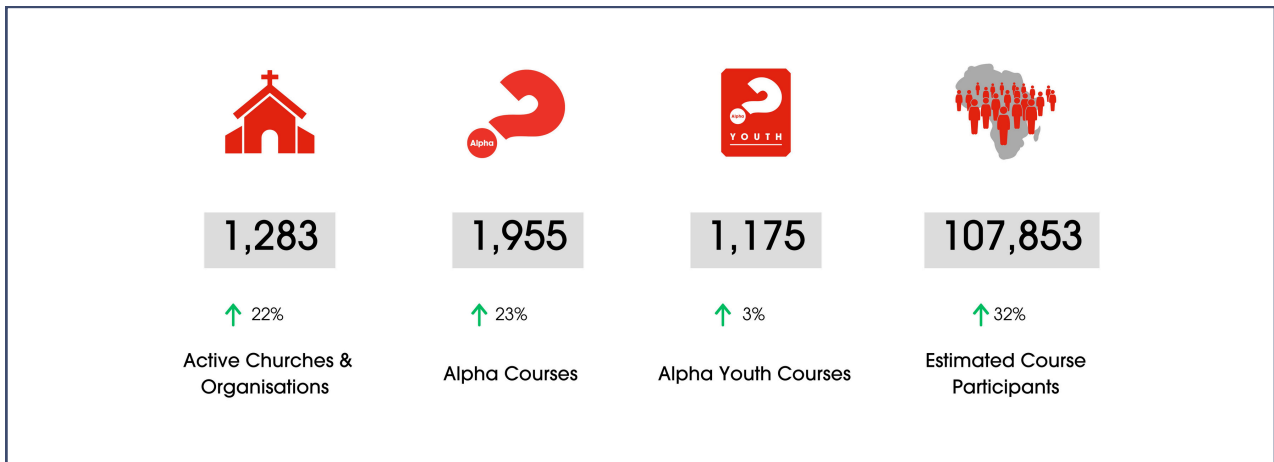 Alpha
Alpha
YOUTH
1,283
1,955
1,175
107,853
22%
23%
3%
32%
Active Churches &
Organisations
Alpha Courses
Alpha Youth Courses
Estimated Course
Participants